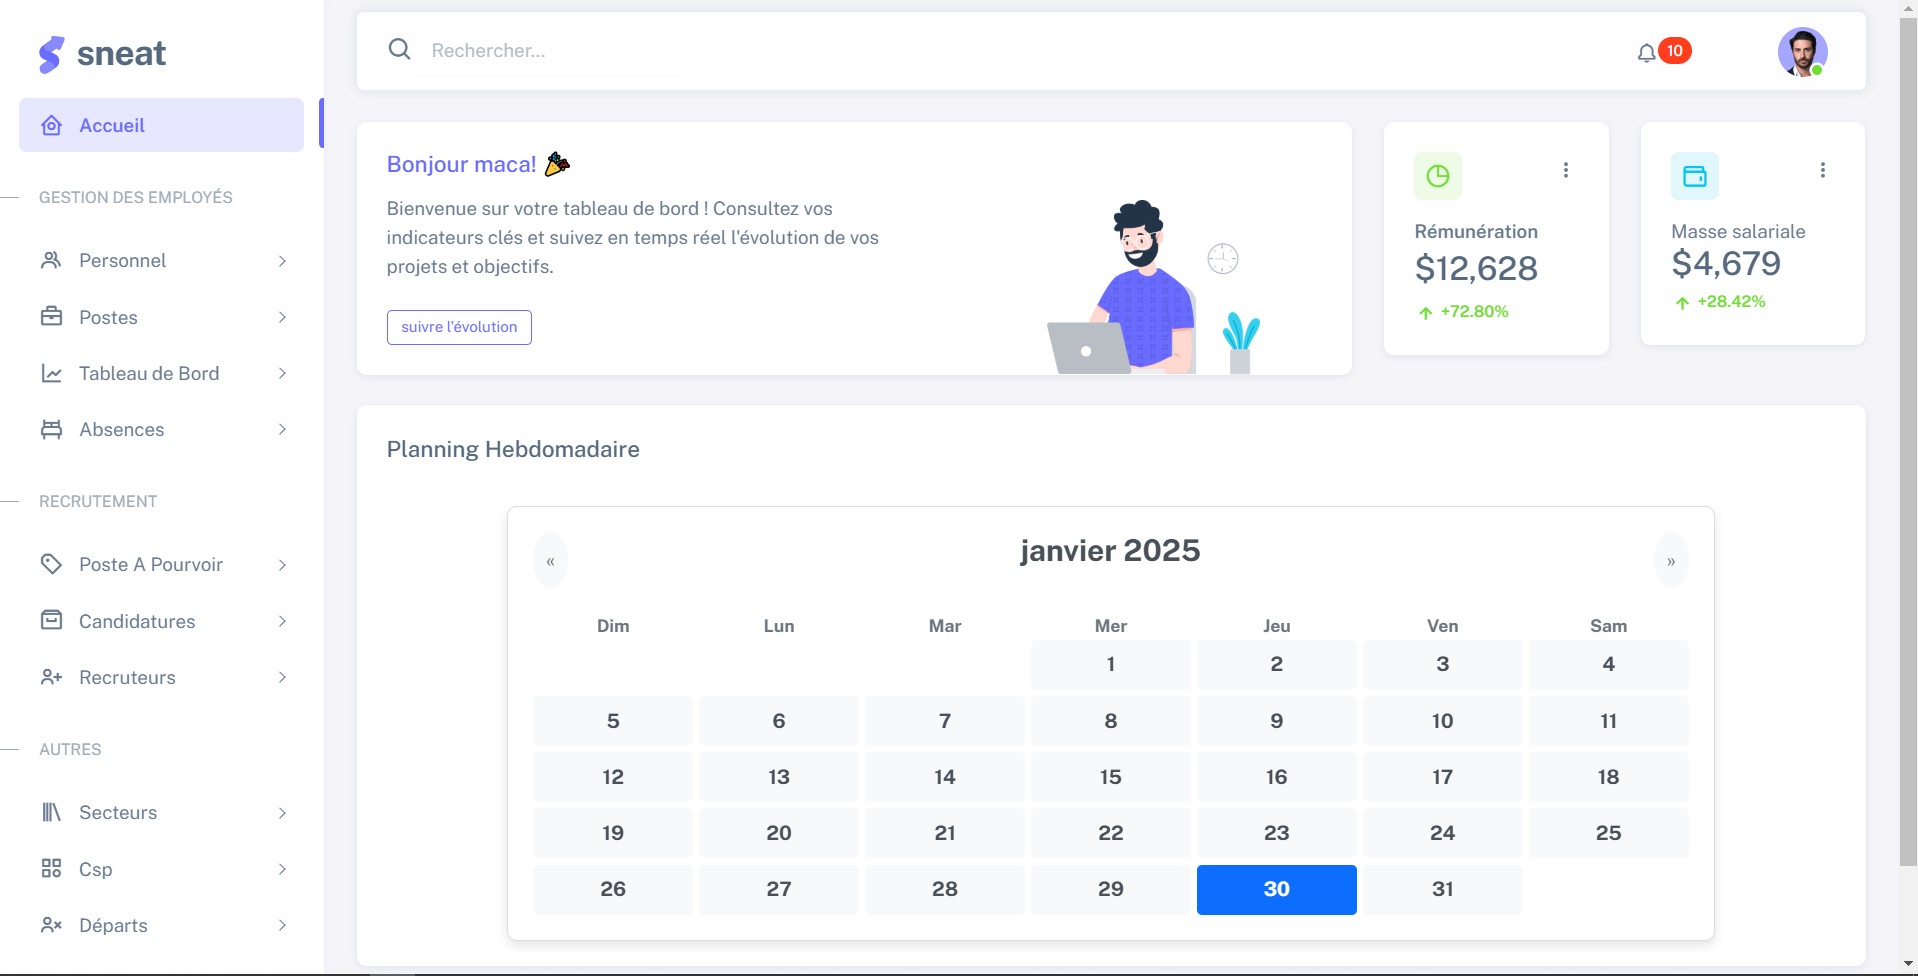 sneat
Rechercher...
10
Accueil
GESTION DES EMPLOYÉS
Personnel
Postes
Tableau de Bord
Absences
RECRUTEMENT
Poste A Pourvoir
Candidatures
Recruteurs
AUTRES
Secteurs
Csp
Départs
Bonjour maca!
Bienvenue sur votre tableau de bord ! Consultez vos
indicateurs clés et suivez en temps réel l'évolution de vos
projets et objectifs.
suivre l'évolution
Rémunération
$12,628
+72.80%
Masse salariale
$4,679
+28.42%
Planning Hebdomadaire
« janvier 2025 »
Dim Lun Mar Mer Jeu Ven Sam
1 2 3 4
5 6 7 8 9 10 11
12 13 14 15 16 17 18
19 20 21 22 23 24 25
26 27 28 29 30 31